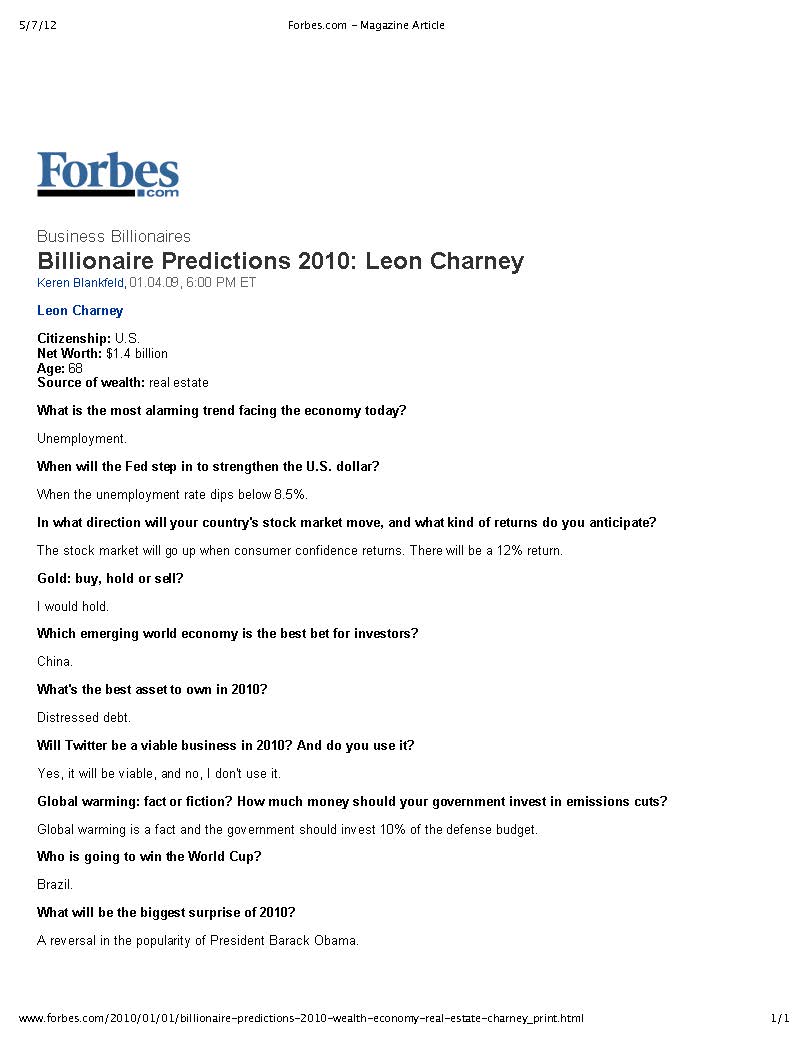 5/7/12 Forbes.com - Magazine Article
Forbes
.com
Business Billionaires
Billionaire Predictions 2010: Leon Charney
Keren Blankfeld, 01.04.09, 6:00 PM ET
Leon Charney
Citizenship: U.S.
Net Worth: $1.4 billion
Age: 68
Source of wealth: real estate
What is the most alarming trend facing the economy today?
Unemployment.
When will the Fed step in to strengthen the U.S. dollar?
When the unemployment rate dips below 8.5%.
In what direction will your country's stock market move, and what kind of returns do you anticipate?
The stock market will go up when consumer confidence returns. There will be a 12% return.
Gold: buy, hold or sell?
I would hold.
Which emerging world economy is the best bet for investors?
China.
What's the best asset to own in 2010?
Distressed debt.
Will Twitter be a viable business in 2010? And do you use it?
Yes, it will be viable, and no, I don't use it.
Global warming: fact or fiction? How much money should your government invest in emissions cuts?
Global warming is a fact and the government should invest 10% of the defense budget.
Who is going to win the World Cup?
Brazil.
What will be the biggest surprise of 2010?
A reversal in the popularity of President Barack Obama.
www.forbes.com/2010/01/01/billionaire-predictions-2010-wealth-economy-real-estate-charney_print.html 1/1